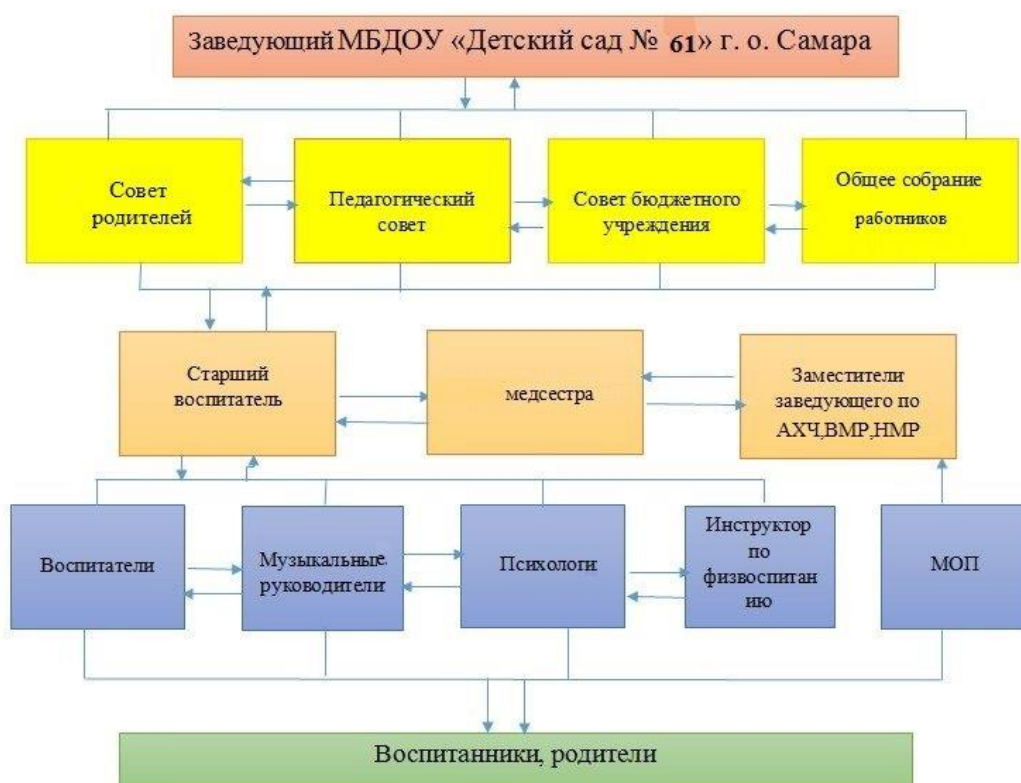 Заведующий МБДОУ «Детский сад № 61» г. о. Самара
Совет
родителей
Педагогический
совет
Совет бюджетного
учреждения
Общее собрание
работников
Старший
воспитатель
медсестра
Заместители
заведующего по
АХЧ,ВМР,НМР
Воспитатели
Музыкальные
руководители
Психологи
Инструктор
по
физвоспитан
ию
МОП
Воспитанники, родители